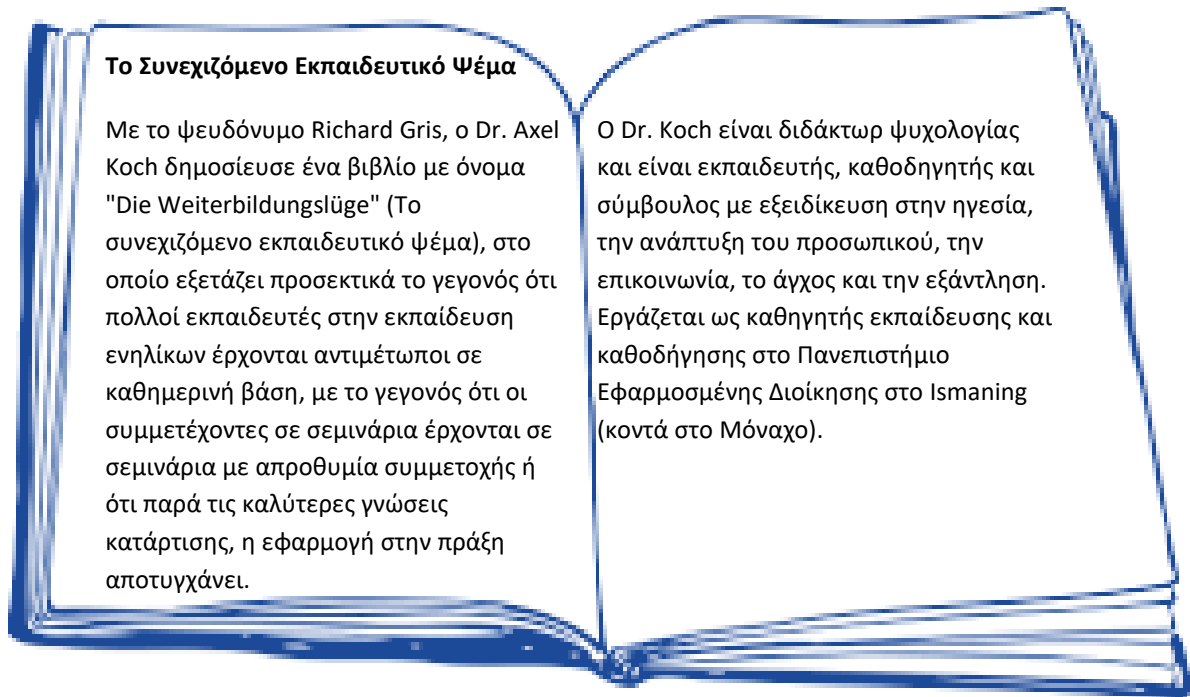 Το Συνεχιζόμενο Εκπαιδευτικό Ψέμα
Με το ψευδόνυμο Richard Gris, ο Dr. Axel
Koch δημοσίευσε ένα βιβλίο με όνομα
"Die Weiterbildungslüge" (Το
συνεχιζόμενο εκπαιδευτικό ψέμα), στο
οποίο εξετάζει προσεκτικά το γεγονός ότι
πολλοί εκπαιδευτές στην εκπαίδευση
ενηλίκων έρχονται αντιμέτωποι σε
καθημερινή βάση, με το γεγονός ότι οι
συμμετέχοντες σε σεμινάρια έρχονται σε
σεμινάρια με απροθυμία συμμετοχής ή
ότι παρά τις καλύτερες γνώσεις
κατάρτισης, η εφαρμογή στην πράξη
αποτυγχάνει.
Ο Dr. Koch είναι διδάκτωρ ψυχολογίας
και είναι εκπαιδευτής, καθοδηγητής και
σύμβουλος με εξειδίκευση στην ηγεσία,
την ανάπτυξη του προσωπικού, την
επικοινωνία, το άγχος και την εξάντληση.
Εργάζεται ως καθηγητής εκπαίδευσης και
καθοδήγησης στο Πανεπιστήμιο
Εφαρμοσμένης Διοίκησης στο Ismaning
(κοντά στο Μόναχο).